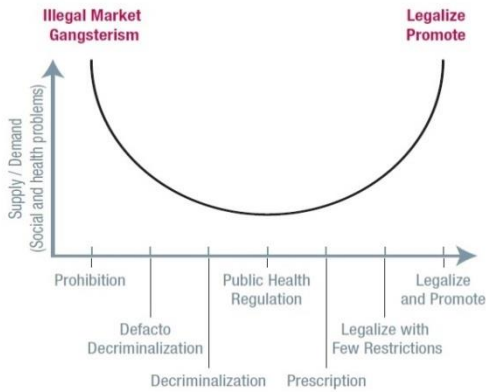 Illegal Market
Gangsterism
Legalize
Promote
Supply / Demand
(Social and health problems)
Prohibition
Public Health
Regulation
Legalize
and Promote
Defacto
Decriminalization
Legalize with
Few Restrictions
Decriminalization
Prescription